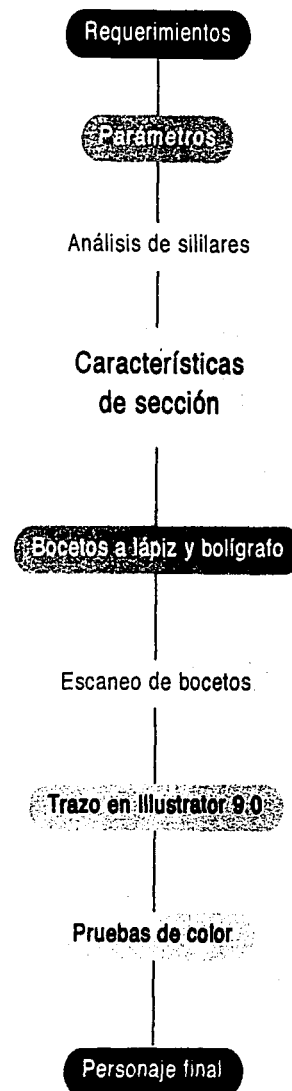 Requerimientos
Parámetros
Análisis de sililares
Características
de sección
Bocetos a lápiz y bolígrafo
Escaneo de bocetos
Trazo en Illustrator 9.0
Pruebas de color
Personaje final